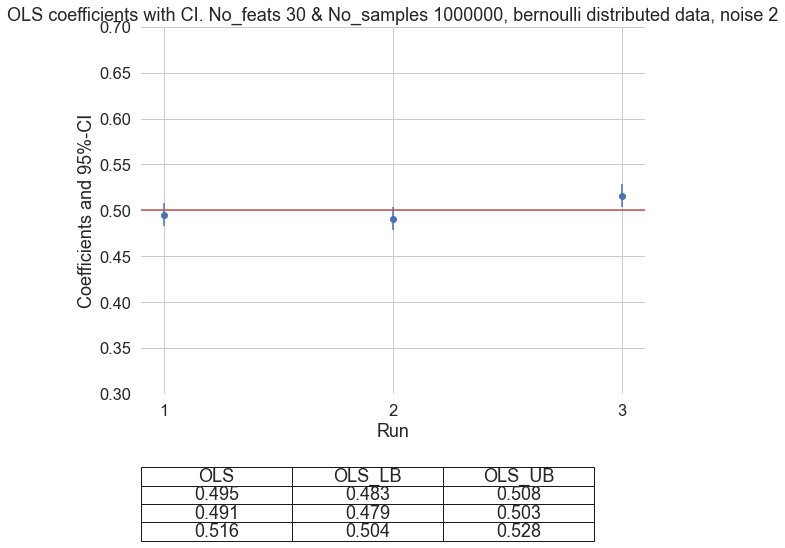 OLS coefficients with CI. No_feats 30 & No_samples 1000000, bernoulli distributed data, noise 2
0.70
0.65
0.60
0.55
0.50
0.45
0.40
0.35
0.30
Coefficients and 95%-CI
1 2 3
Run
OLS OLS_LB OLS_UB
0.495 0.483 0.508
0.491 0.479 0.503
0.516 0.504 0.528